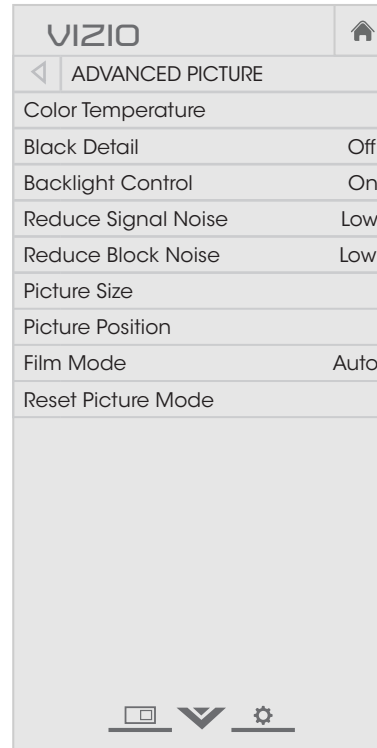 VIZIO
ADVANCED PICTURE
Color Temperature
Black Detail Off
Backlight Control On
Reduce Signal Noise Low
Reduce Block Noise Low
Picture Size
Picture Position
Film Mode Auto
Reset Picture Mode